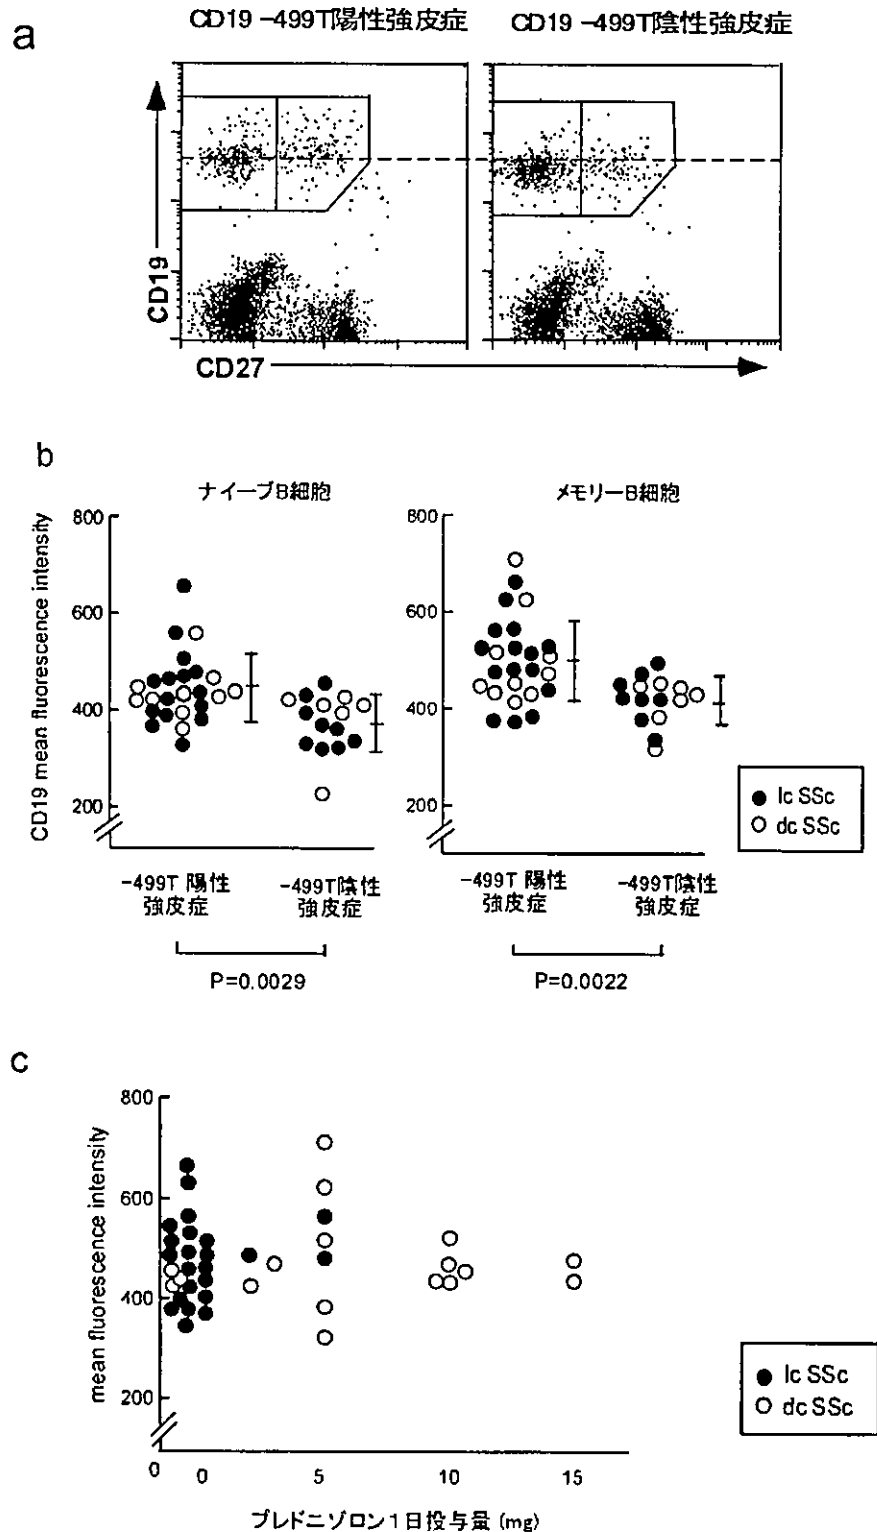 a
CD19 -499T陽性強皮症
CD19 -499T陰性強皮症
CD19
CD27
b
ナイーブB細胞
メモリーB細胞
CD19 mean fluorescence intensity
800
600
400
200
800
600
400
200
lc SSc
dc SSc
-499T 陽性
強皮症
-499T陰性
強皮症
-499T 陽性
強皮症
-499T陰性
強皮症
P=0.0029
P=0.0022
c
mean fluorescence intensity
800
600
400
200
0
0
5
10
15
lc SSc
dc SSc
プレドニゾロン1日投与量 (mg)